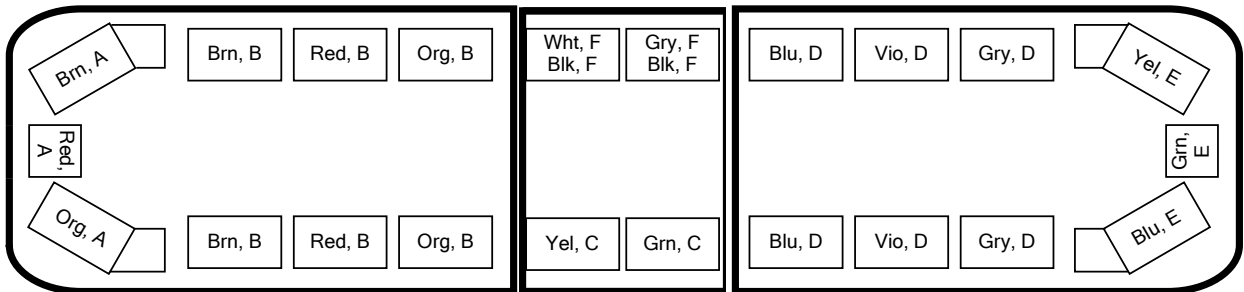 Brn, A
Brn, B
Red, B
Org, B
Wht, F
Blk, F
Gry, F
Blk, F
Blu, D
Vio, D
Gry, D
Yel, E
Red,
A
Grn,
E
Org, A
Brn, B
Red, B
Org, B
Yel, C
Grn, C
Blu, D
Vio, D
Gry, D
Blu, E